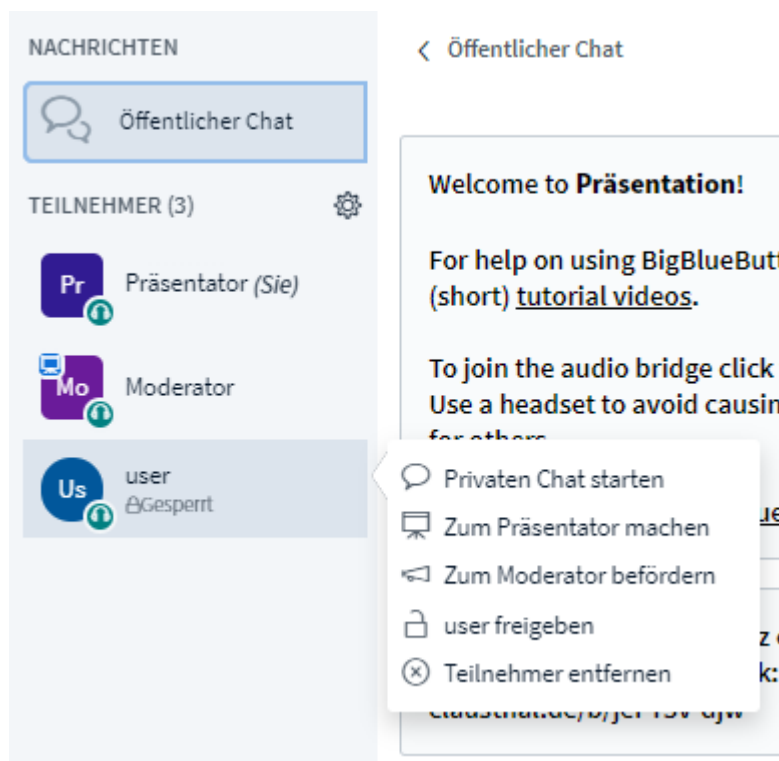 NACHRICHTEN
Öffentlicher Chat
TEILNEHMER (3)
Pr
Präsentator (Sie)
Mo
Moderator
Us
user
Gesperrt
Öffentlicher Chat
Welcome to Präsentation!
For help on using BigBlueButt
(short) tutorial videos.
To join the audio bridge click
Use a headset to avoid causin
for others.
Privaten Chat starten
Zum Präsentator machen
Zum Moderator befördern
user freigeben
Teilnehmer entfernen
k: